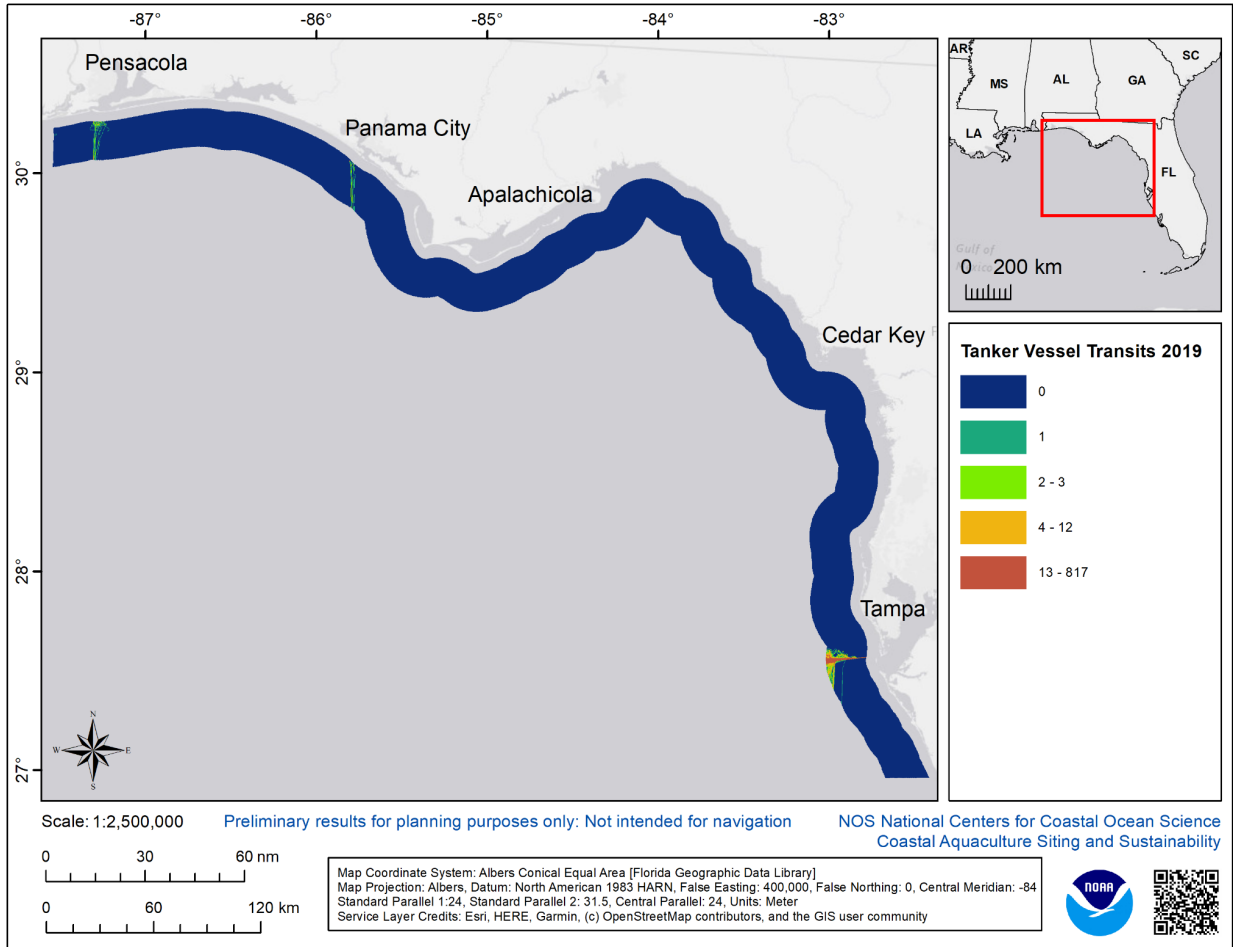 -87°
-86°
-85°
-84°
-83°
30°
29°
28°
27°
Pensacola
Panama City
Apalachicola
Cedar Key
Tampa
N
W
E
S
AR
MS
AL
GA
SC
LA
FL
Gulf of
Mexico
0 200 km
Tanker Vessel Transits 2019
0
1
2 - 3
4 - 12
13 - 817
Scale: 1:2,500,000
Preliminary results for planning purposes only: Not intended for navigation
NOS National Centers for Coastal Ocean Science
Coastal Aquaculture Siting and Sustainability
0 30 60 nm
0 60 120 km
Map Coordinate System: Albers Conical Equal Area [Florida Geographic Data Library]
Map Projection: Albers, Datum: North American 1983 HARN, False Easting: 400,000, False Northing: 0, Central Meridian: -84
Standard Parallel 1:24, Standard Parallel 2: 31.5, Central Parallel: 24, Units: Meter
Service Layer Credits: Esri, HERE, Garmin, (c) OpenStreetMap contributors, and the GIS user community
NOAA